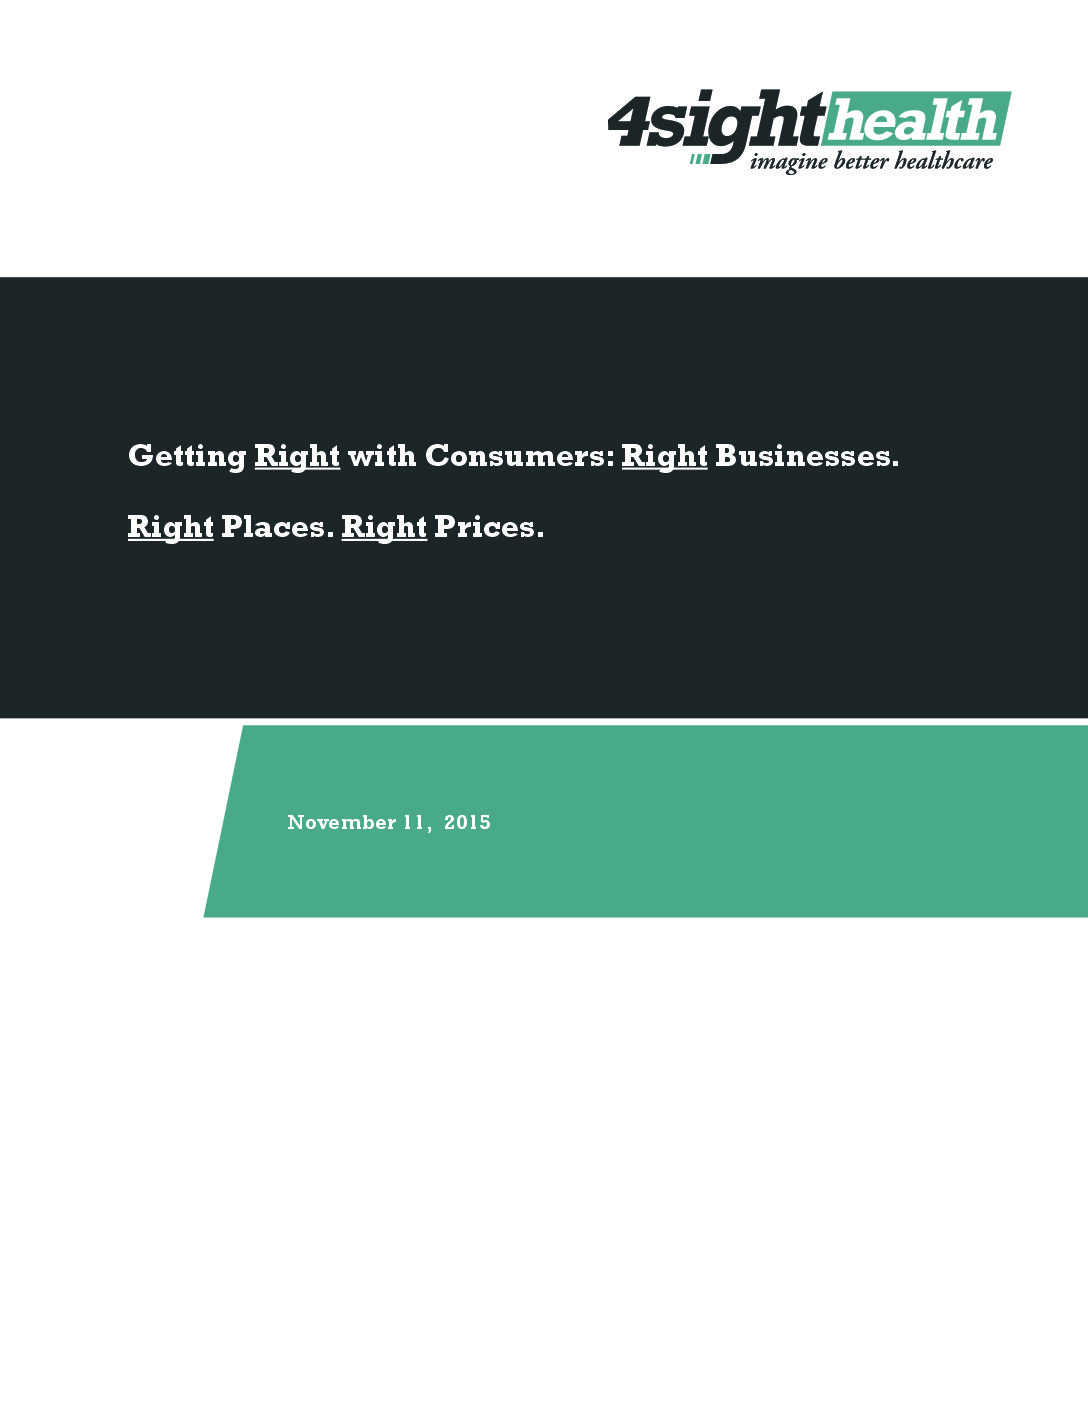 4sighthealth
imagine better healthcare
Getting Right with Consumers: Right Businesses.
Right Places. Right Prices.
November 11, 2015